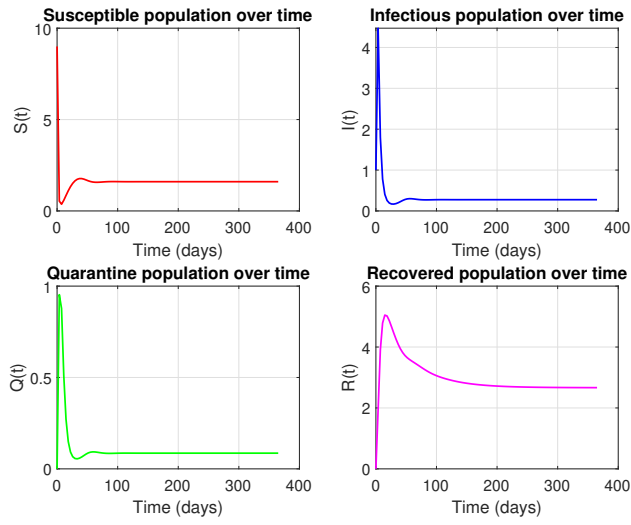 Susceptible population over time
10
5
0
S(t)
0 100 200 300 400
Time (days)
Infectious population over time
4
3
2
1
0
I(t)
0 100 200 300 400
Time (days)
Quarantine population over time
1
0.5
0
Q(t)
0 100 200 300 400
Time (days)
Recovered population over time
6
4
2
0
R(t)
0 100 200 300 400
Time (days)